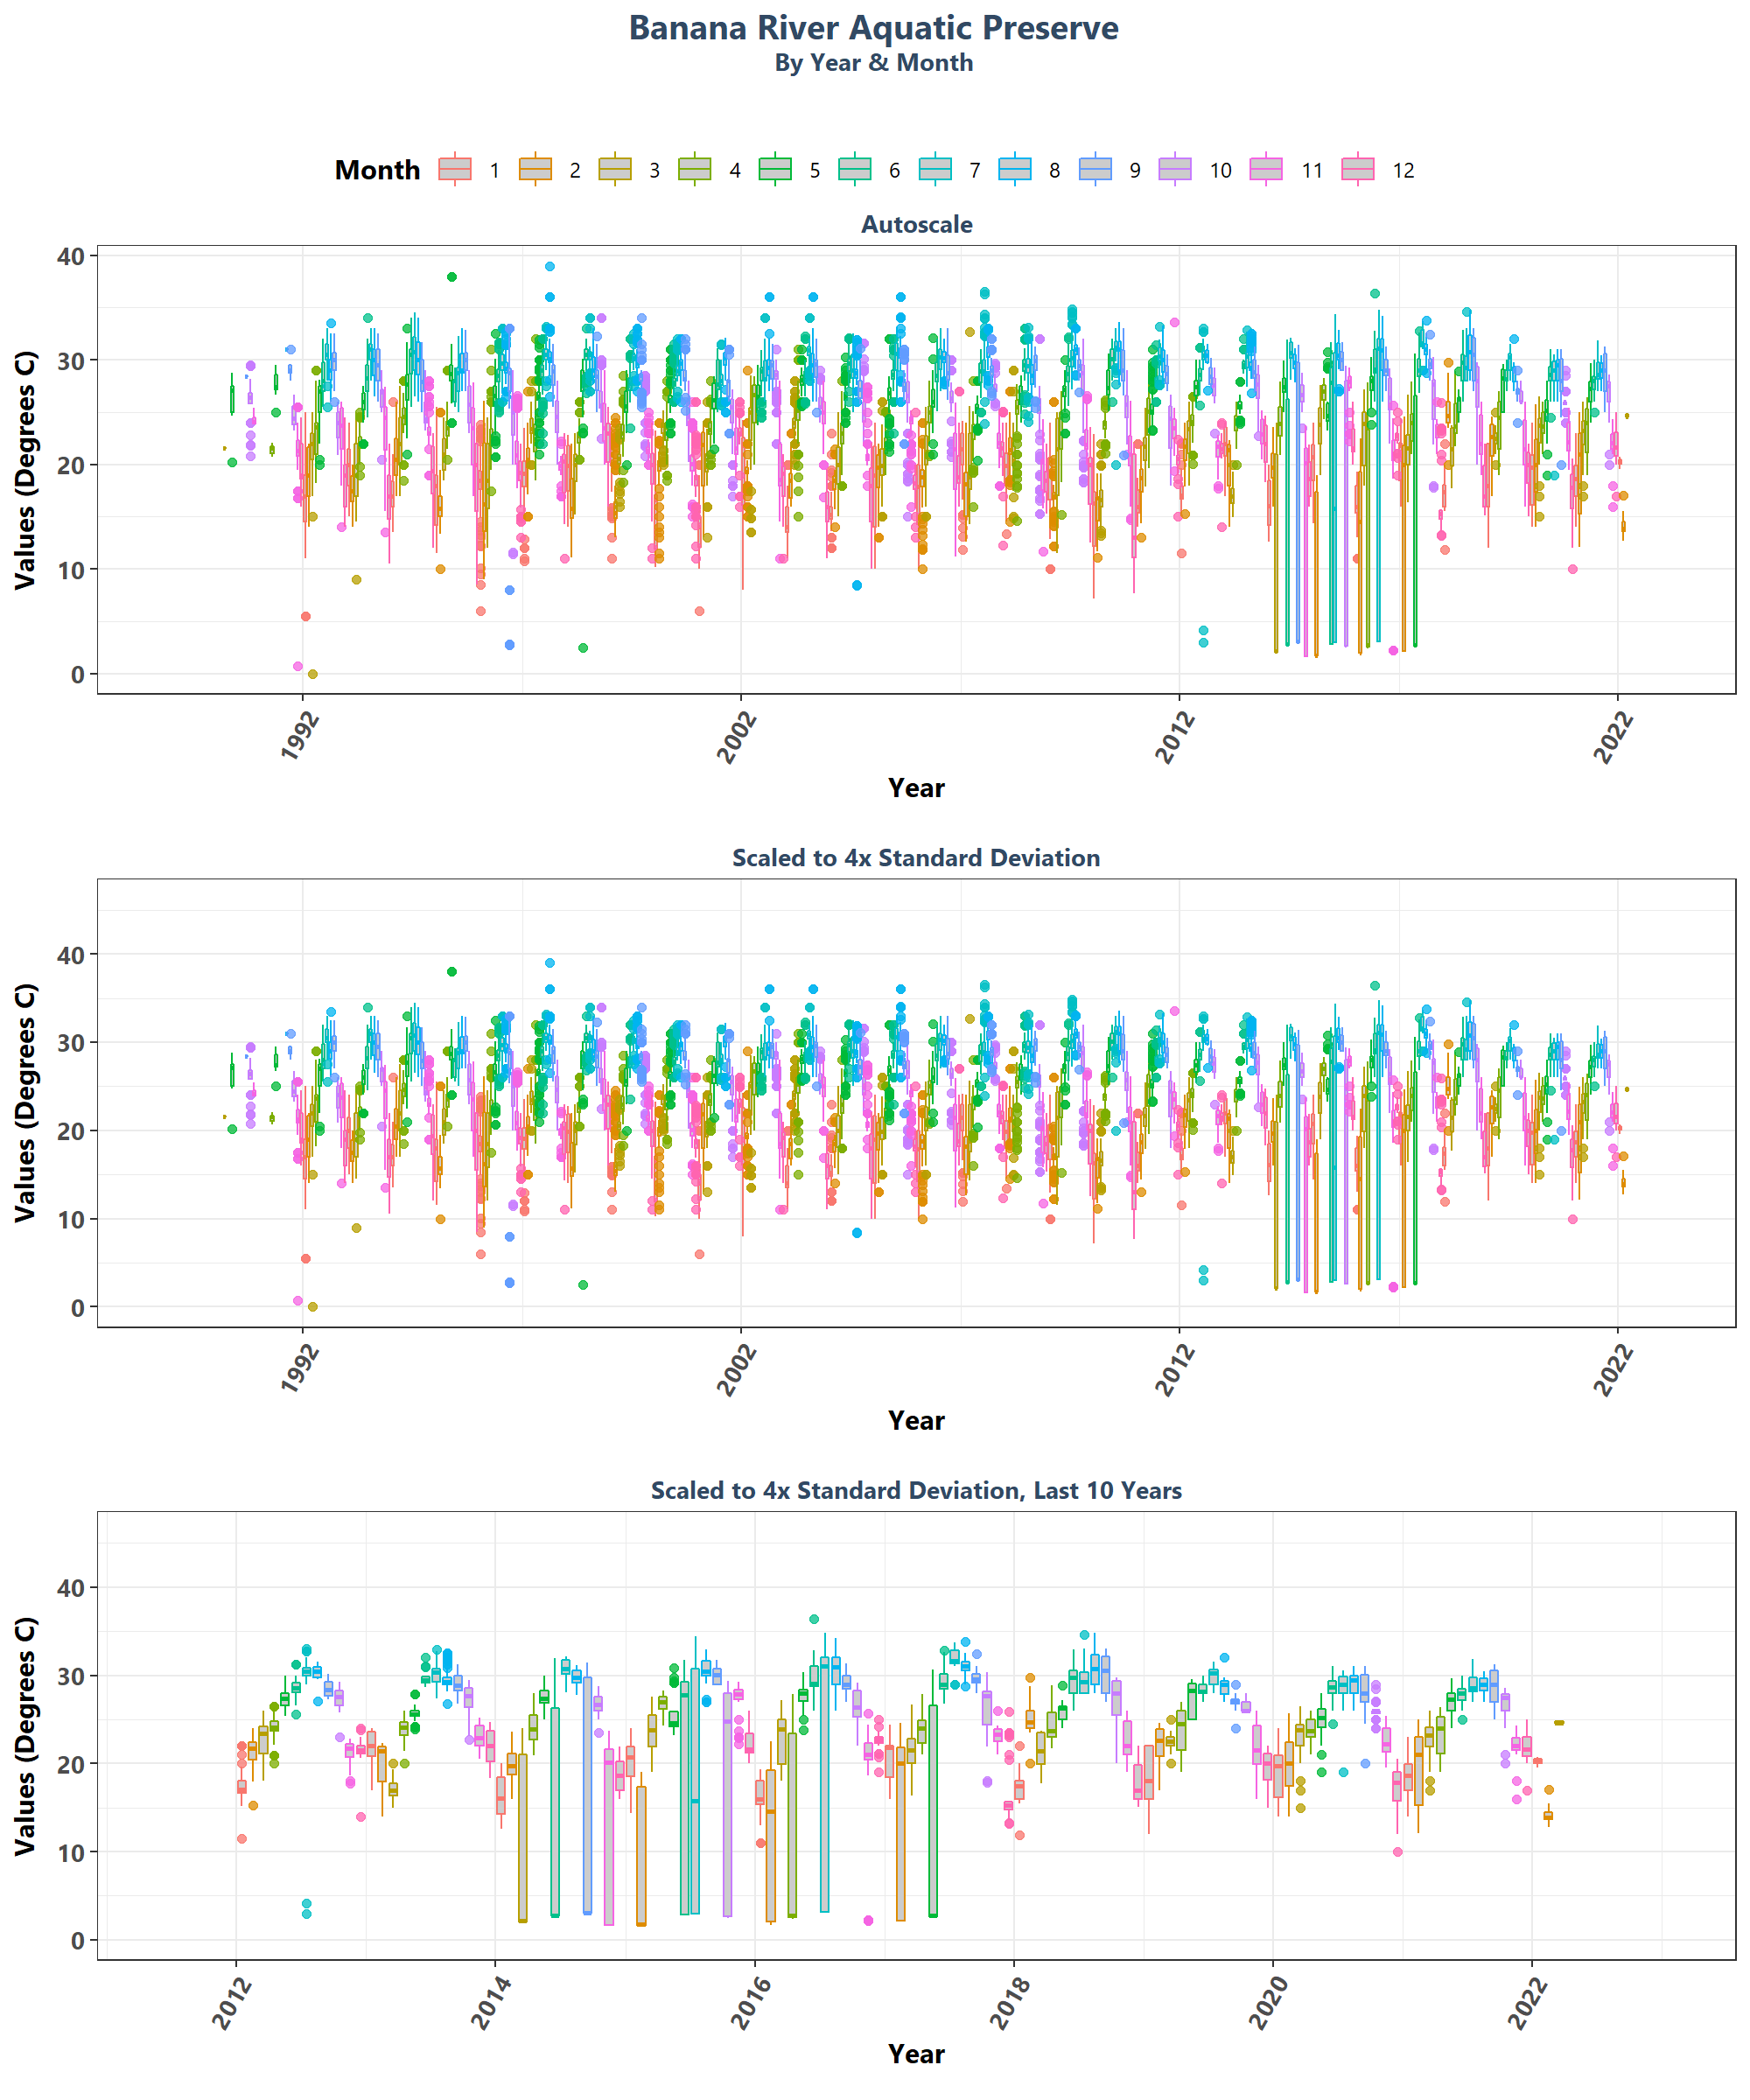 Banana River Aquatic Preserve
By Year & Month
Month 1 2 3 4 5 6 7 8 9 10 11 12
Autoscale
Values (Degrees C)
40
30
20
10
0
1992 2002 2012 2022
Year
Scaled to 4x Standard Deviation
Values (Degrees C)
40
30
20
10
0
1992 2002 2012 2022
Year
Scaled to 4x Standard Deviation, Last 10 Years
Values (Degrees C)
40
30
20
10
0
2012 2014 2016 2018 2020 2022
Year